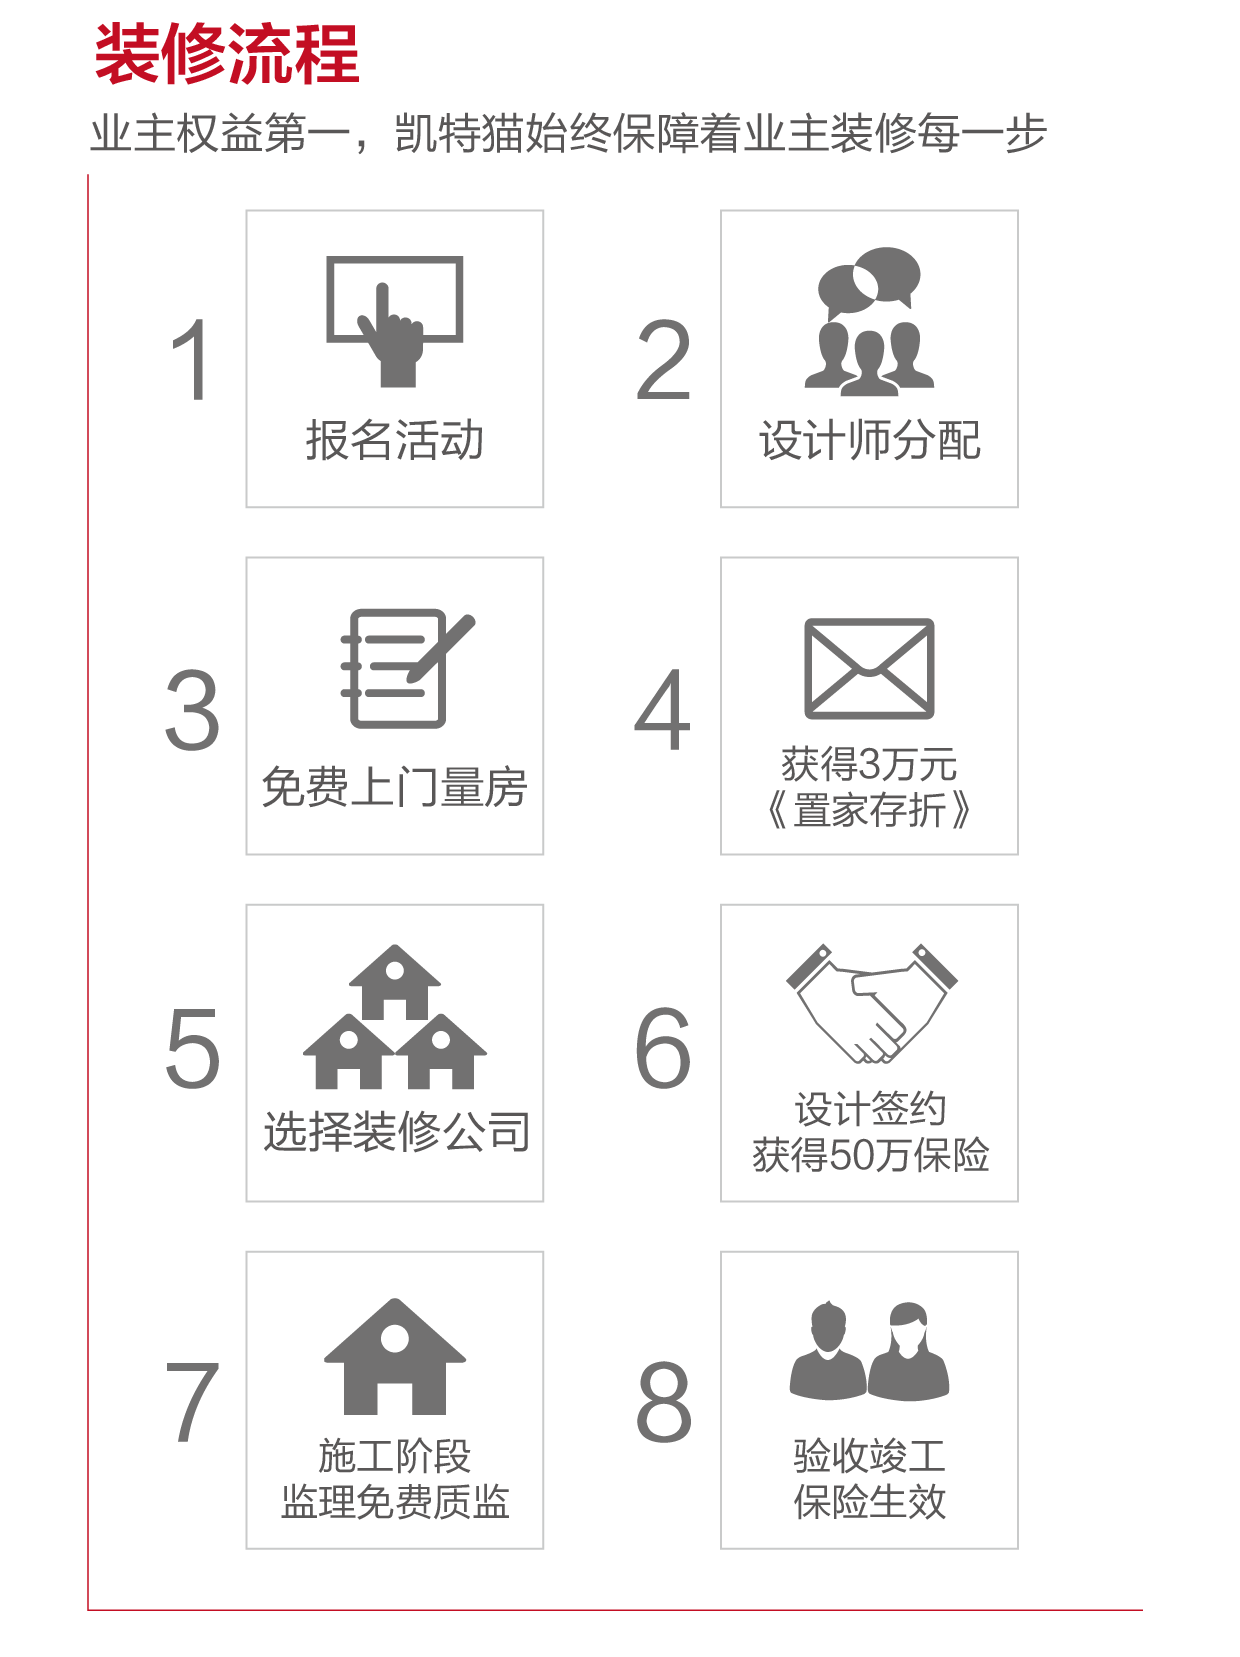 装修流程
业主权益第一，凯特猫始终保障着业主装修每一步
1
报名活动
2
设计师分配
3
免费上门量房
4
获得3万元
《置家存折》
5
选择装修公司
6
设计签约
获得50万保险
7
施工阶段
监理免费质监
8
验收竣工
保险生效